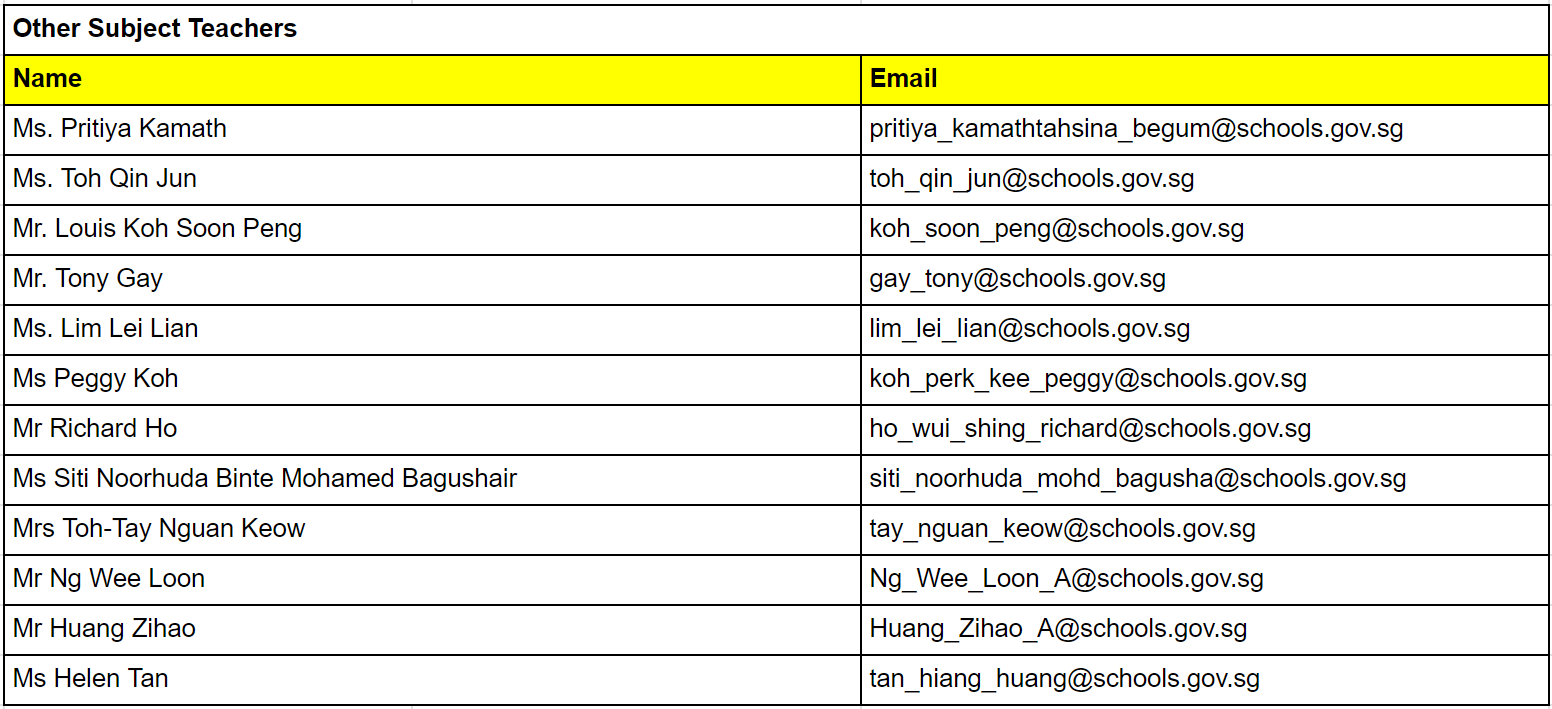 Other Subject Teachers
Name Email
Ms. Pritiya Kamath pritiya_kamathtahsina_begum@schools.gov.sg
Ms. Toh Qin Jun toh_qin_jun@schools.gov.sg
Mr. Louis Koh Soon Peng koh_soon_peng@schools.gov.sg
Mr. Tony Gay gay_tony@schools.gov.sg
Ms. Lim Lei Lian lim_lei_lian@schools.gov.sg
Ms Peggy Koh koh_perk_kee_peggy@schools.gov.sg
Mr Richard Ho ho_wui_shing_richard@schools.gov.sg
Ms Siti Noorhuda Binte Mohamed Bagushair siti_noorhuda_mohd_bagusha@schools.gov.sg
Mrs Toh-Tay Nguan Keow tay_nguan_keow@schools.gov.sg
Mr Ng Wee Loon Ng_Wee_Loon_A@schools.gov.sg
Mr Huang Zihao Huang_Zihao_A@schools.gov.sg
Ms Helen Tan tan_hiang_huang@schools.gov.sg